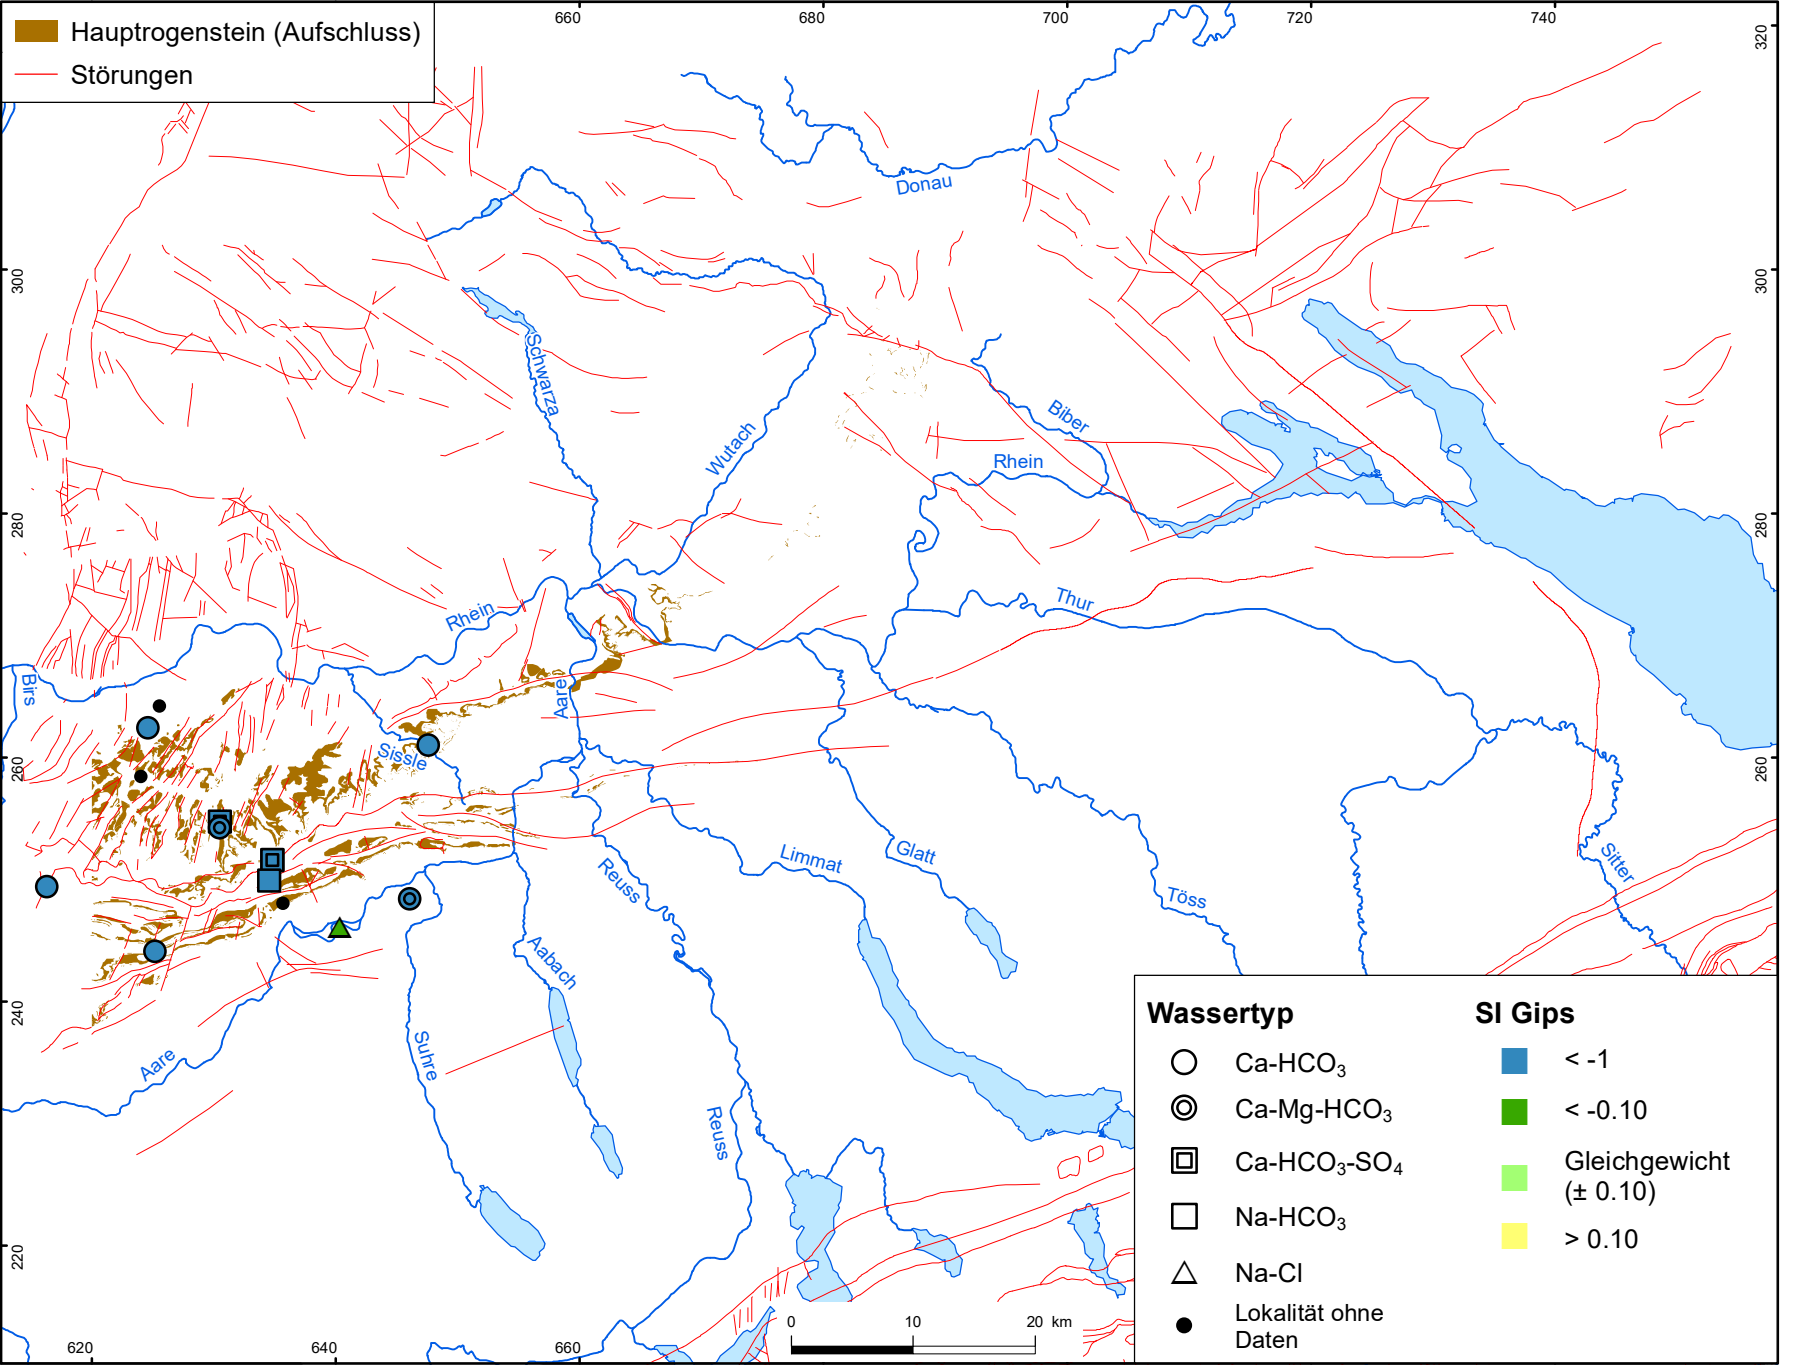 660
680
700
720
740
320
Hauptrogenstein (Aufschluss)
Störungen
Donau
300
300
Schwarza
Wutach
Biber
Rhein
280
280
Rhein
Thur
Birs
Aare
Sissle
260
260
Reuss
Limmat
Glatt
Töss
Sitter
Aabach
240
Aare
Suhre
Reuss
220
Wassertyp
Ca-HCO₃
Ca-Mg-HCO₃
Ca-HCO₃-SO₄
Na-HCO₃
Na-Cl
Lokalität ohne
Daten
SI Gips
< -1
< -0.10
Gleichgewicht
(± 0.10)
> 0.10
0 10 20 km
620
640
660